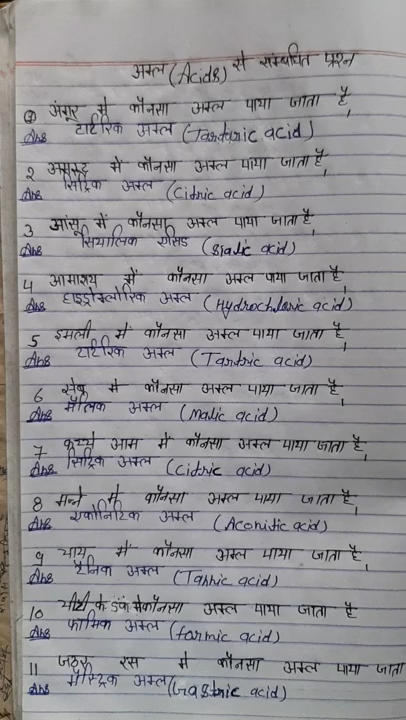 अम्ल (Acids) से संबंधित प्रश्न
① अंगूर में कौनसा अम्ल पाया जाता है,
Ans टार्टरिक अम्ल (Tartaric acid)
2 अमरूद में कौनसा अम्ल पाया जाता है,
Ans सिट्रिक अम्ल (Citric acid)
3 आंसू में कौनसा अम्ल पाया जाता है,
Ans सियालिक एसिड (Sialic acid)
4 आमाशय में कौनसा अम्ल पाया जाता है,
Ans हाइड्रोक्लोरिक अम्ल (Hydrochloric acid)
5 इमली में कौनसा अम्ल पाया जाता है,
Ans टार्टरिक अम्ल (Tartric acid)
6 सेब में कौनसा अम्ल पाया जाता है,
Ans मैलिक अम्ल (malic acid)
7 कच्चे आम में कौनसा अम्ल पाया जाता है,
Ans सिट्रिक अम्ल (Citric acid)
8 गन्ने में कौनसा अम्ल पाया जाता है,
Ans एकोनिटिक अम्ल (Aconitic acid)
9 चाय में कौनसा अम्ल पाया जाता है,
Ans टैनिक अम्ल (Tannic acid)
10 चींटी के डंक में कौनसा अम्ल पाया जाता है
Ans फॉर्मिक अम्ल (formic acid)
11 जठर रस में कौनसा अम्ल पाया जाता
Ans गैस्ट्रिक अम्ल (Gastric acid)